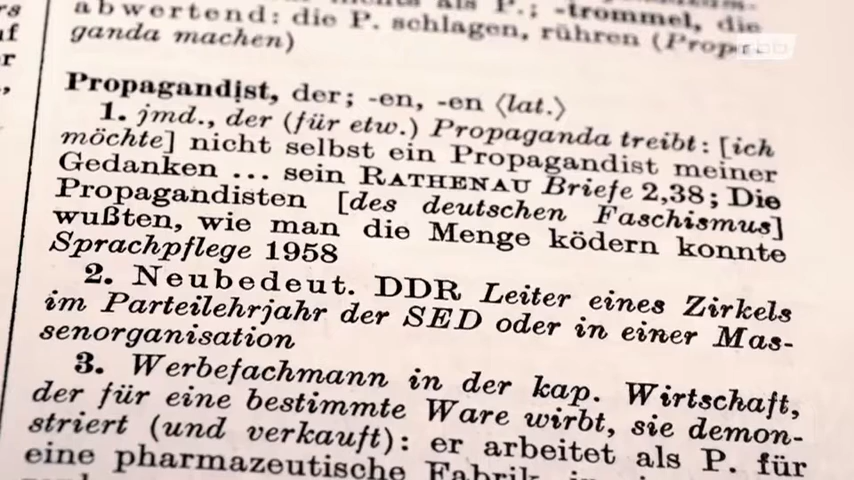 abwertend: die P. schlagen, rühren (Prop
ganda machen)
-trommel, die
Propagandist, der; -en, -en ⟨lat.⟩
1. jmd., der (für etw.) Propaganda treibt: [ich
möchte] nicht selbst ein Propagandist meiner
Gedanken ... sein RATHENAU Briefe 2,38; Die
Propagandisten [des deutschen Faschismus]
wußten, wie man die Menge ködern konnte
Sprachpflege 1958
2. Neubedeut. DDR Leiter eines Zirkels
im Parteilehrjahr der SED oder in einer Mas-
senorganisation
3. Werbefachmann in der kap. Wirtschaft,
der für eine bestimmte Ware wirbt, sie demon-
striert (und verkauft): er arbeitet als P. für
eine pharmazeutische Fabrik